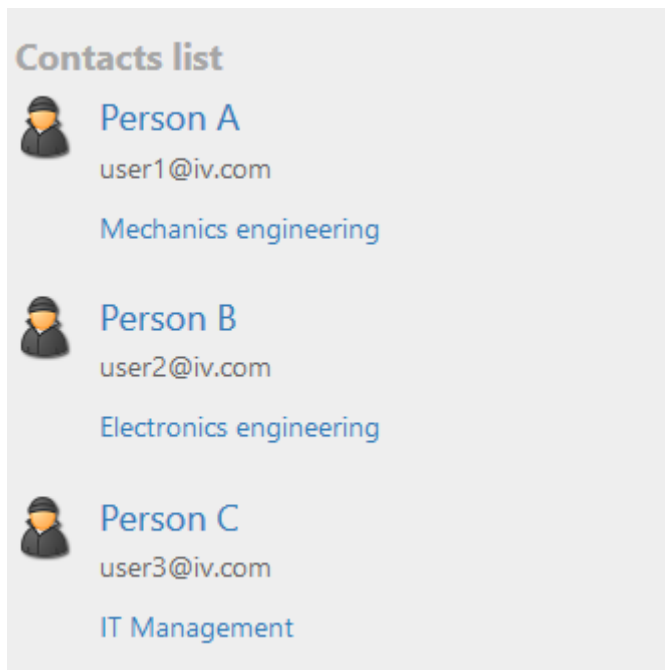 Contacts list
Person A
user1@iv.com
Mechanics engineering
Person B
user2@iv.com
Electronics engineering
Person C
user3@iv.com
IT Management